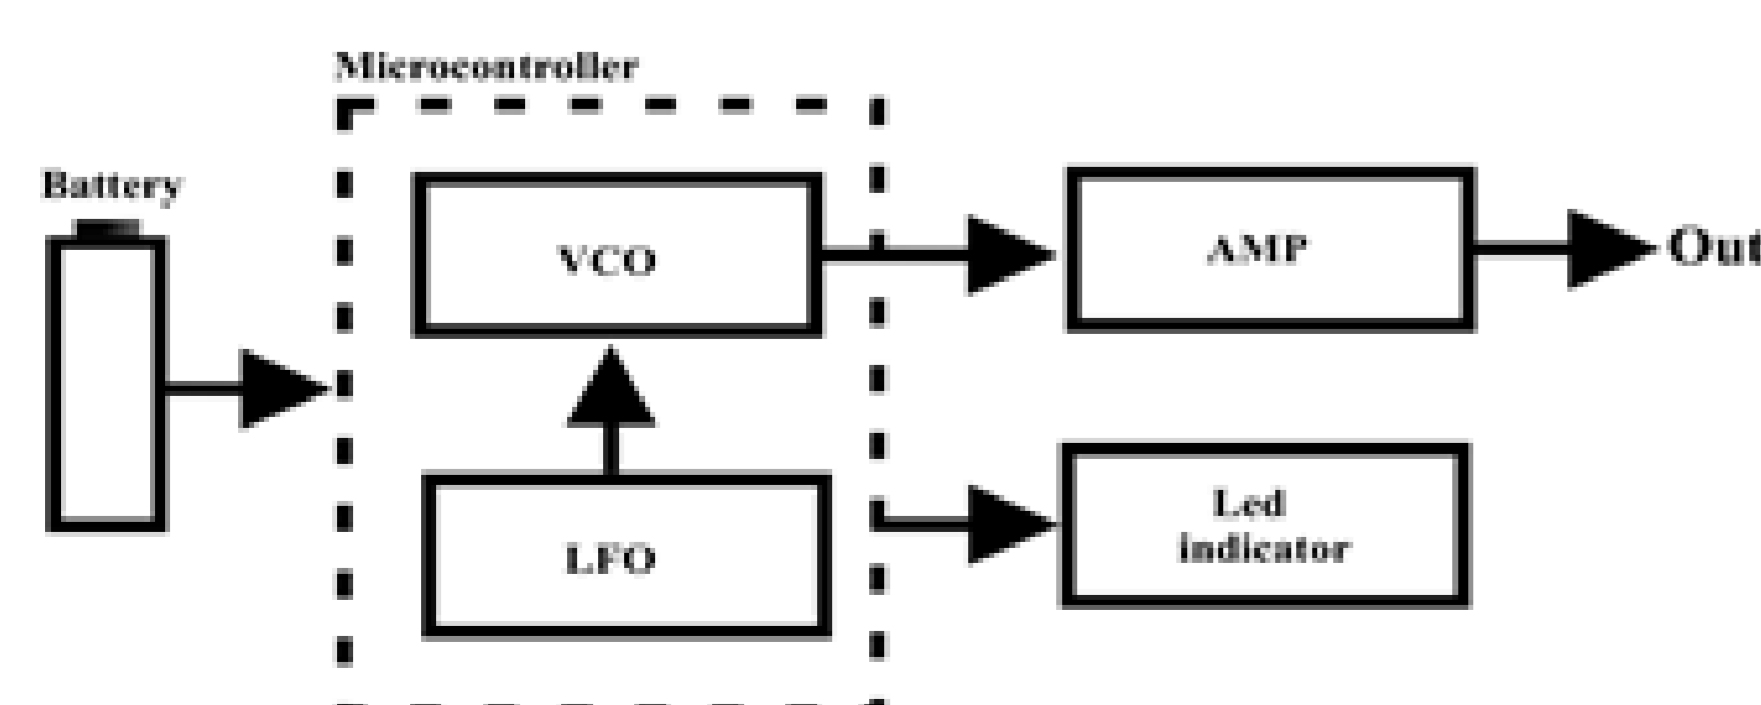 Microcontroller
Battery
VCO
AMP
Out
LFO
Led
indicator